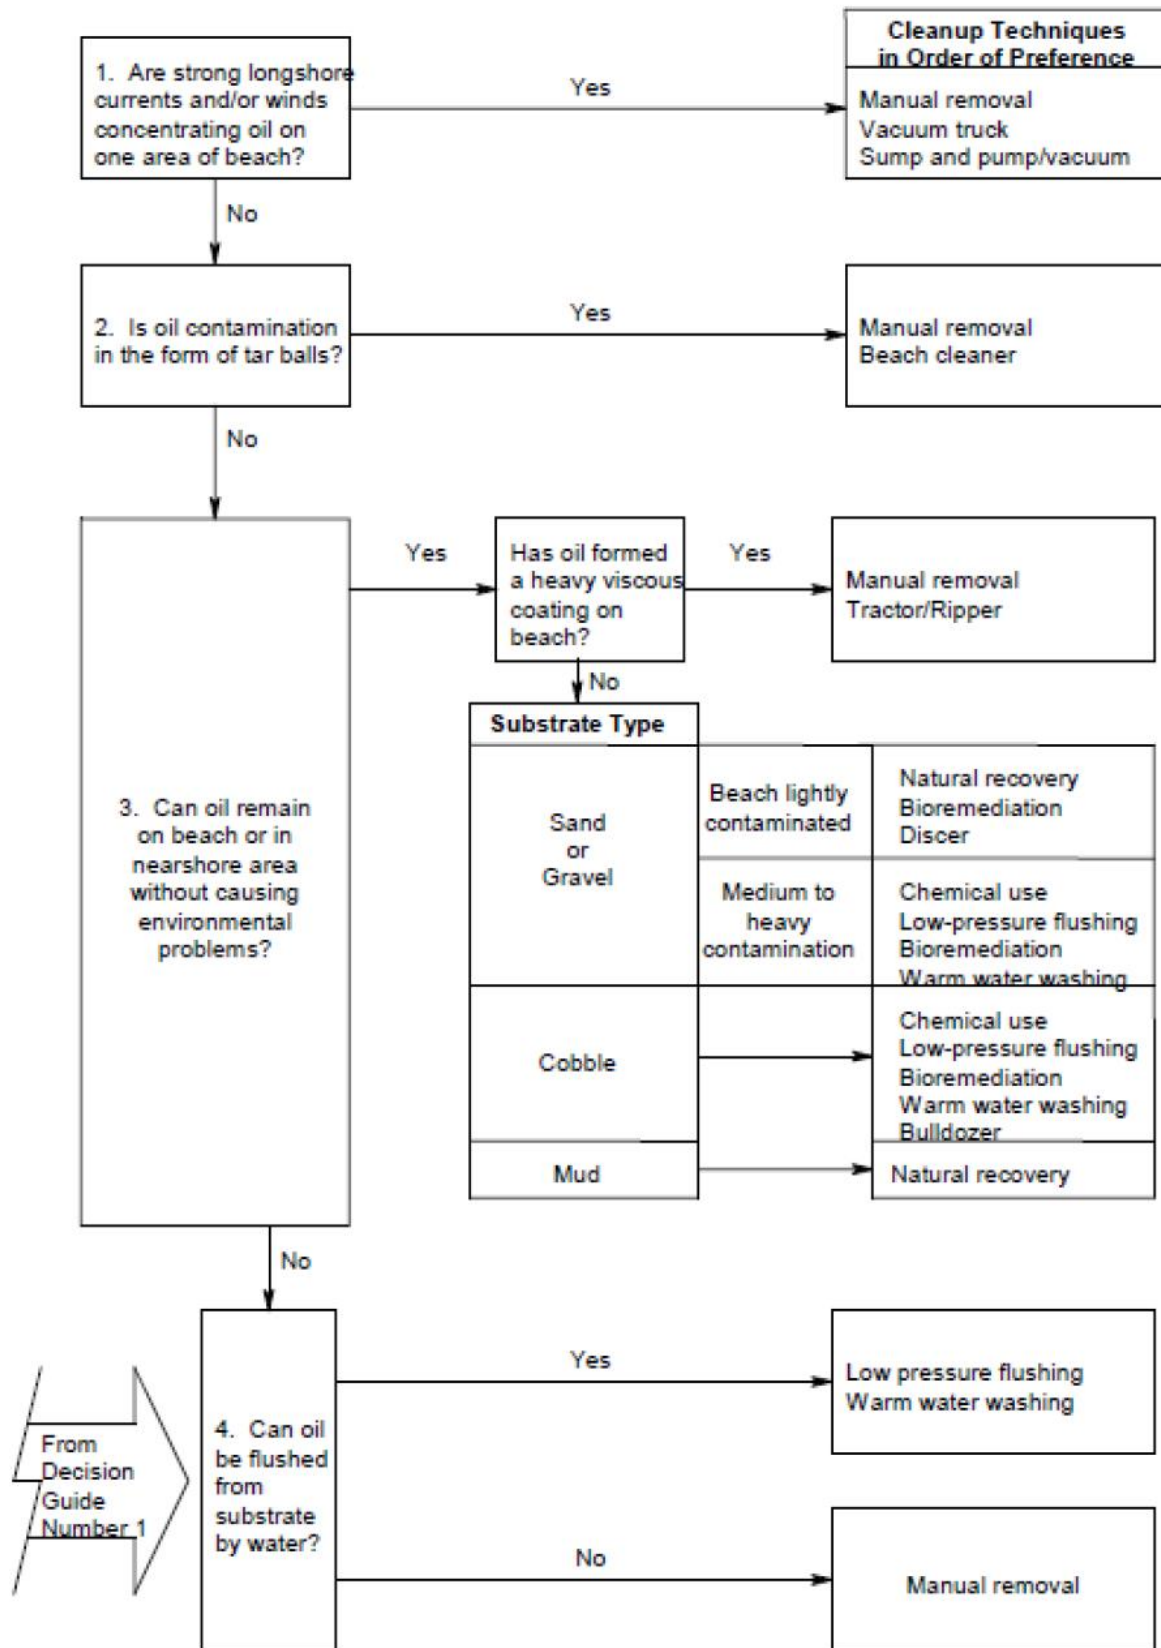 Cleanup Techniques
in Order of Preference
1. Are strong longshore
currents and/or winds
concentrating oil on
one area of beach?
Yes
Manual removal
Vacuum truck
Sump and pump/vacuum
No
2. Is oil contamination
in the form of tar balls?
Yes
Manual removal
Beach cleaner
No
3. Can oil remain
on beach or in
nearshore area
without causing
environmental
problems?
Yes
Has oil formed
a heavy viscous
coating on
beach?
Yes
Manual removal
Tractor/Ripper
No
Substrate Type
Sand
or
Gravel
Beach lightly
contaminated
Natural recovery
Bioremediation
Discer
Medium to
heavy
contamination
Chemical use
Low-pressure flushing
Bioremediation
Warm water washing
Cobble
Chemical use
Low-pressure flushing
Bioremediation
Warm water washing
Bulldozer
Mud
Natural recovery
No
From
Decision
Guide
Number 1
4. Can oil
be flushed
from
substrate
by water?
Yes
Low pressure flushing
Warm water washing
No
Manual removal